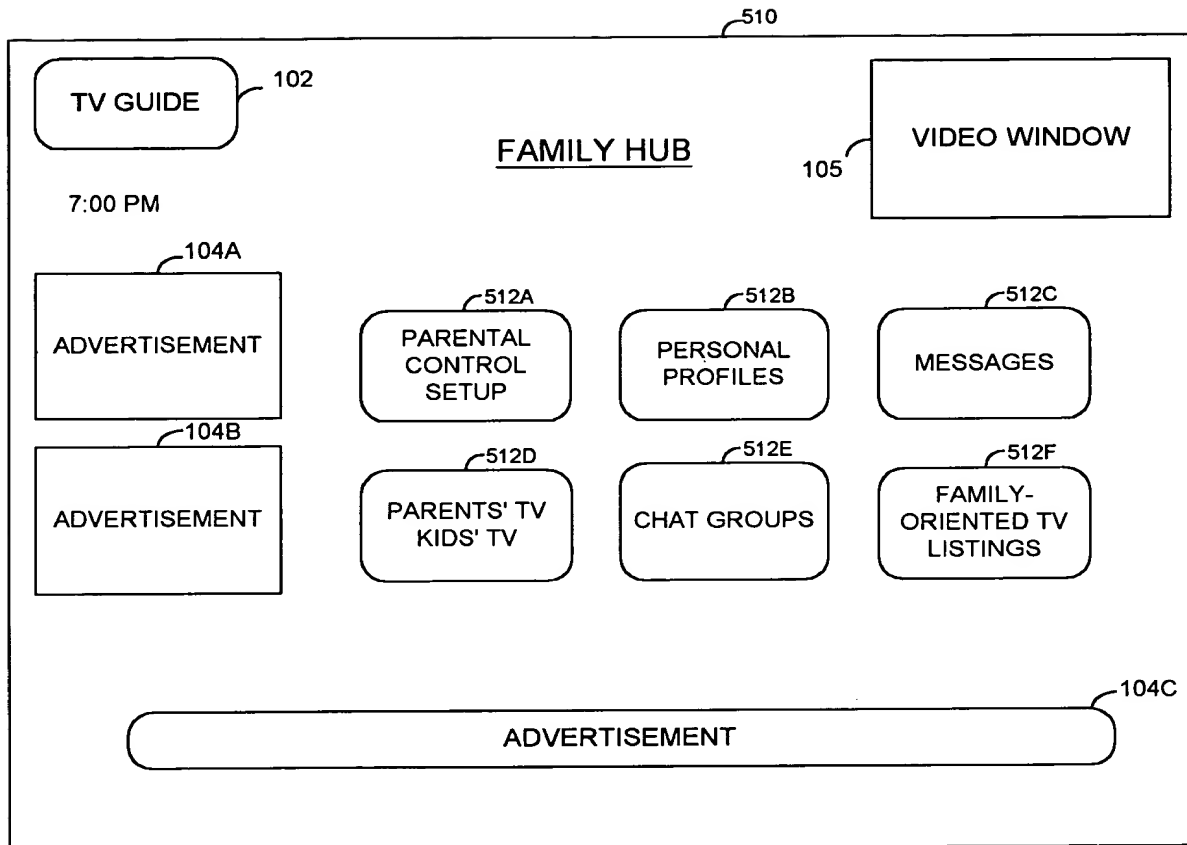 510
TV GUIDE
102
FAMILY HUB
VIDEO WINDOW
105
7:00 PM
104A
ADVERTISEMENT
512A
PARENTAL
CONTROL
SETUP
512B
PERSONAL
PROFILES
512C
MESSAGES
104B
ADVERTISEMENT
512D
PARENTS' TV
KIDS' TV
512E
CHAT GROUPS
512F
FAMILY-
ORIENTED TV
LISTINGS
104C
ADVERTISEMENT